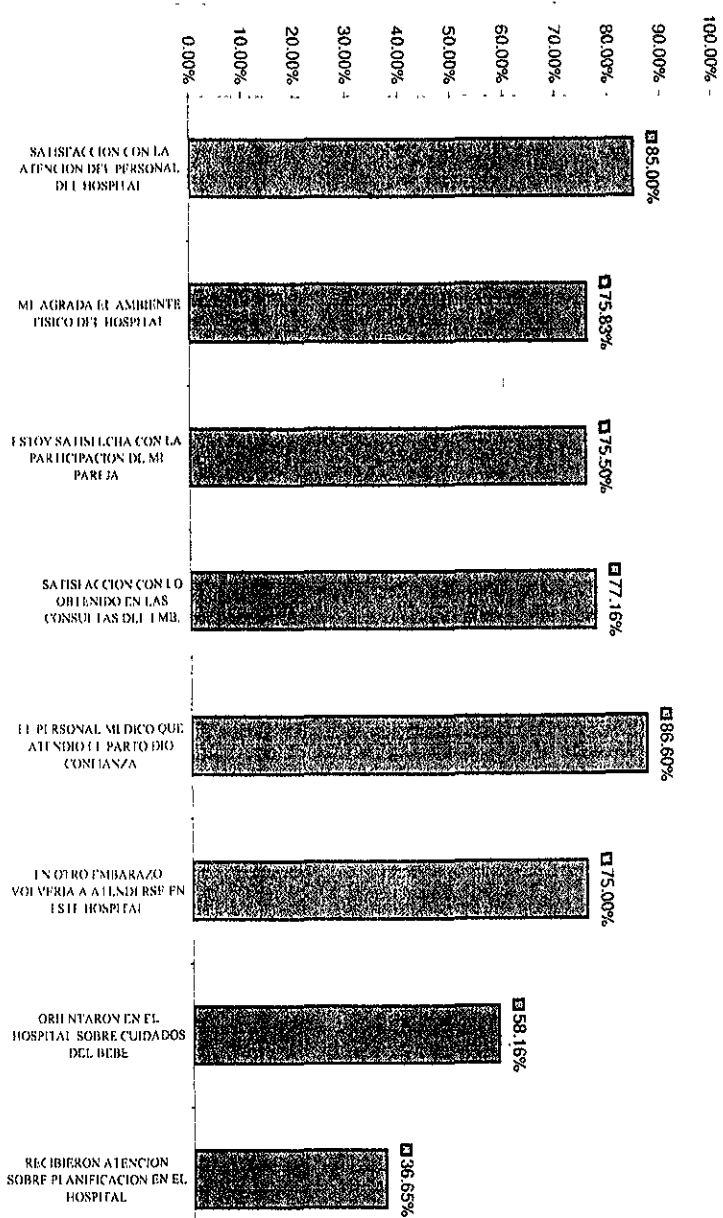 100.00%
90.00%
80.00%
70.00%
60.00%
50.00%
40.00%
30.00%
20.00%
10.00%
0.00%
85.00%
SATISFACCION CON LA
ATENCION DEL PERSONAL
DEL HOSPITAL
75.83%
ME AGRADA EL AMBIENTE
FISICO DEL HOSPITAL
75.50%
ESTOY SATISFECHA CON LA
PARTICIPACION DE MI
PAREJA
77.16%
SATISFACCION CON LO
OBTENIDO EN LAS
CONSULTAS DEL EMB.
86.60%
EL PERSONAL MEDICO QUE
ATENDIO EL PARTO DIO
CONFIANZA
75.00%
EN OTRO EMBARAZO
VOLVERIA A ATENDERSE EN
ESTE HOSPITAL
58.16%
ORIENTARON EN EL
HOSPITAL SOBRE CUIDADOS
DEL BEBE
36.65%
RECIBIERON ATENCION
SOBRE PLANIFICACION EN EL
HOSPITAL